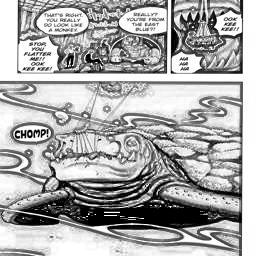 THAT'S RIGHT.
YOU REALLY
DO LOOK LIKE
A MONKEY.
STOP,
YOU
FLATTER
ME!!
OOK
KEE KEE!
REALLY?
YOU'RE FROM
THE EAST
BLUE?!
OOK
KEE
KEE!!
HA
HA
HA
CHOMP!